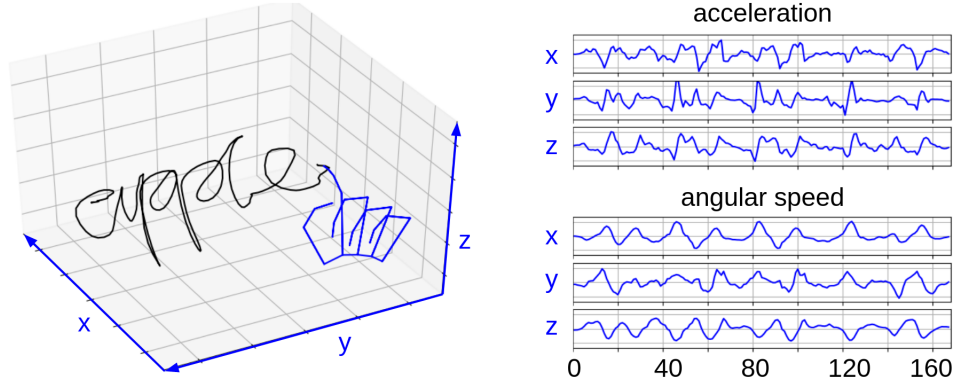 apple
x
y
z
acceleration
x
y
z
angular speed
x
y
z
0 40 80 120 160